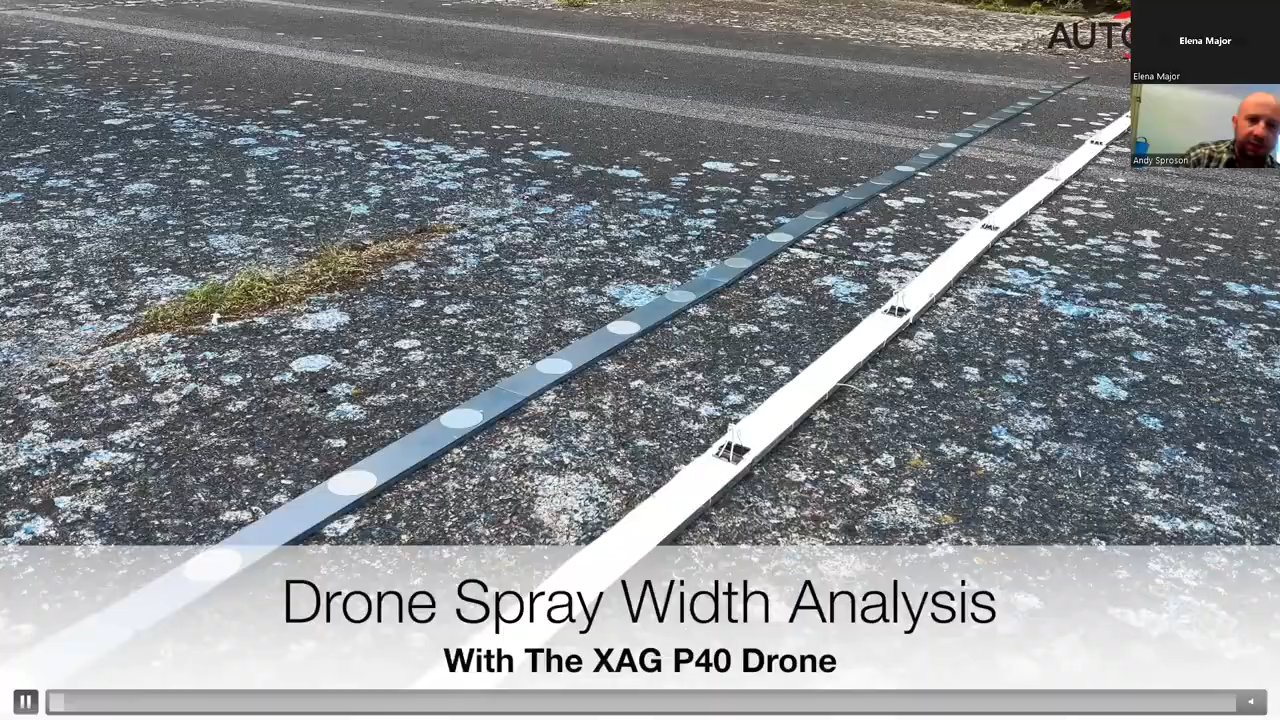 AUTO
Elena Major
Elena Major
Andy Sproson
Drone Spray Width Analysis
With The XAG P40 Drone